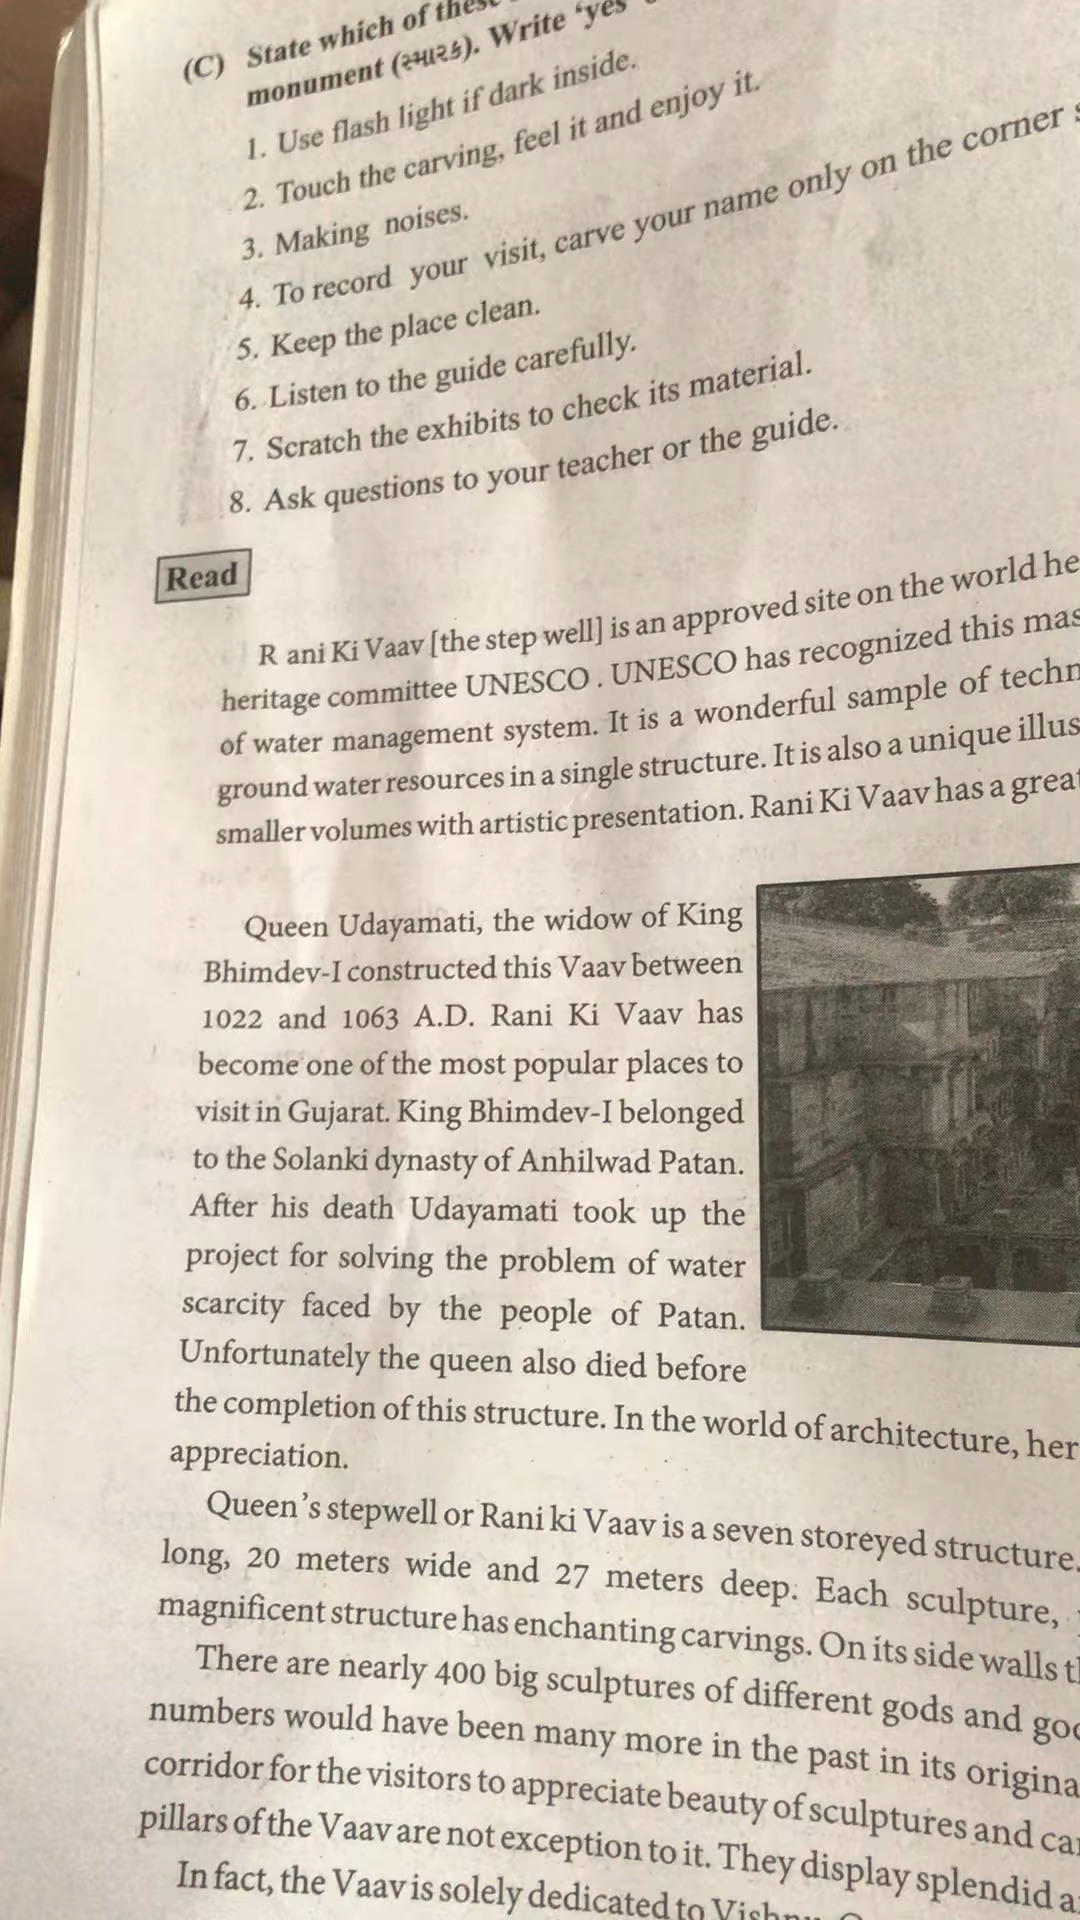 (C) State which of these
monument (સ્મારક). Write 'yes'
1. Use flash light if dark inside.
2. Touch the carving, feel it and enjoy it.
3. Making noises.
4. To record your visit, carve your name only on the corner
5. Keep the place clean.
6. Listen to the guide carefully.
7. Scratch the exhibits to check its material.
8. Ask questions to your teacher or the guide.
Read
R ani Ki Vaav [the step well] is an approved site on the world he
heritage committee UNESCO . UNESCO has recognized this mas
of water management system. It is a wonderful sample of techn
ground water resources in a single structure. It is also a unique illus
smaller volumes with artistic presentation. Rani Ki Vaav has a great
Queen Udayamati, the widow of King
Bhimdev-I constructed this Vaav between
1022 and 1063 A.D. Rani Ki Vaav has
become one of the most popular places to
visit in Gujarat. King Bhimdev-I belonged
to the Solanki dynasty of Anhilwad Patan.
After his death Udayamati took up the
project for solving the problem of water
scarcity faced by the people of Patan.
Unfortunately the queen also died before
the completion of this structure. In the world of architecture, her
appreciation.
Queen's stepwell or Rani ki Vaav is a seven storeyed structure.
long, 20 meters wide and 27 meters deep. Each sculpture,
magnificent structure has enchanting carvings. On its side walls
There are nearly 400 big sculptures of different gods and
numbers would have been many more in the past in its origina
corridor for the visitors to appreciate beauty of sculptures and
pillars of the Vaav are not exception to it. They display splendid
In fact, the Vaav is solely dedicated to